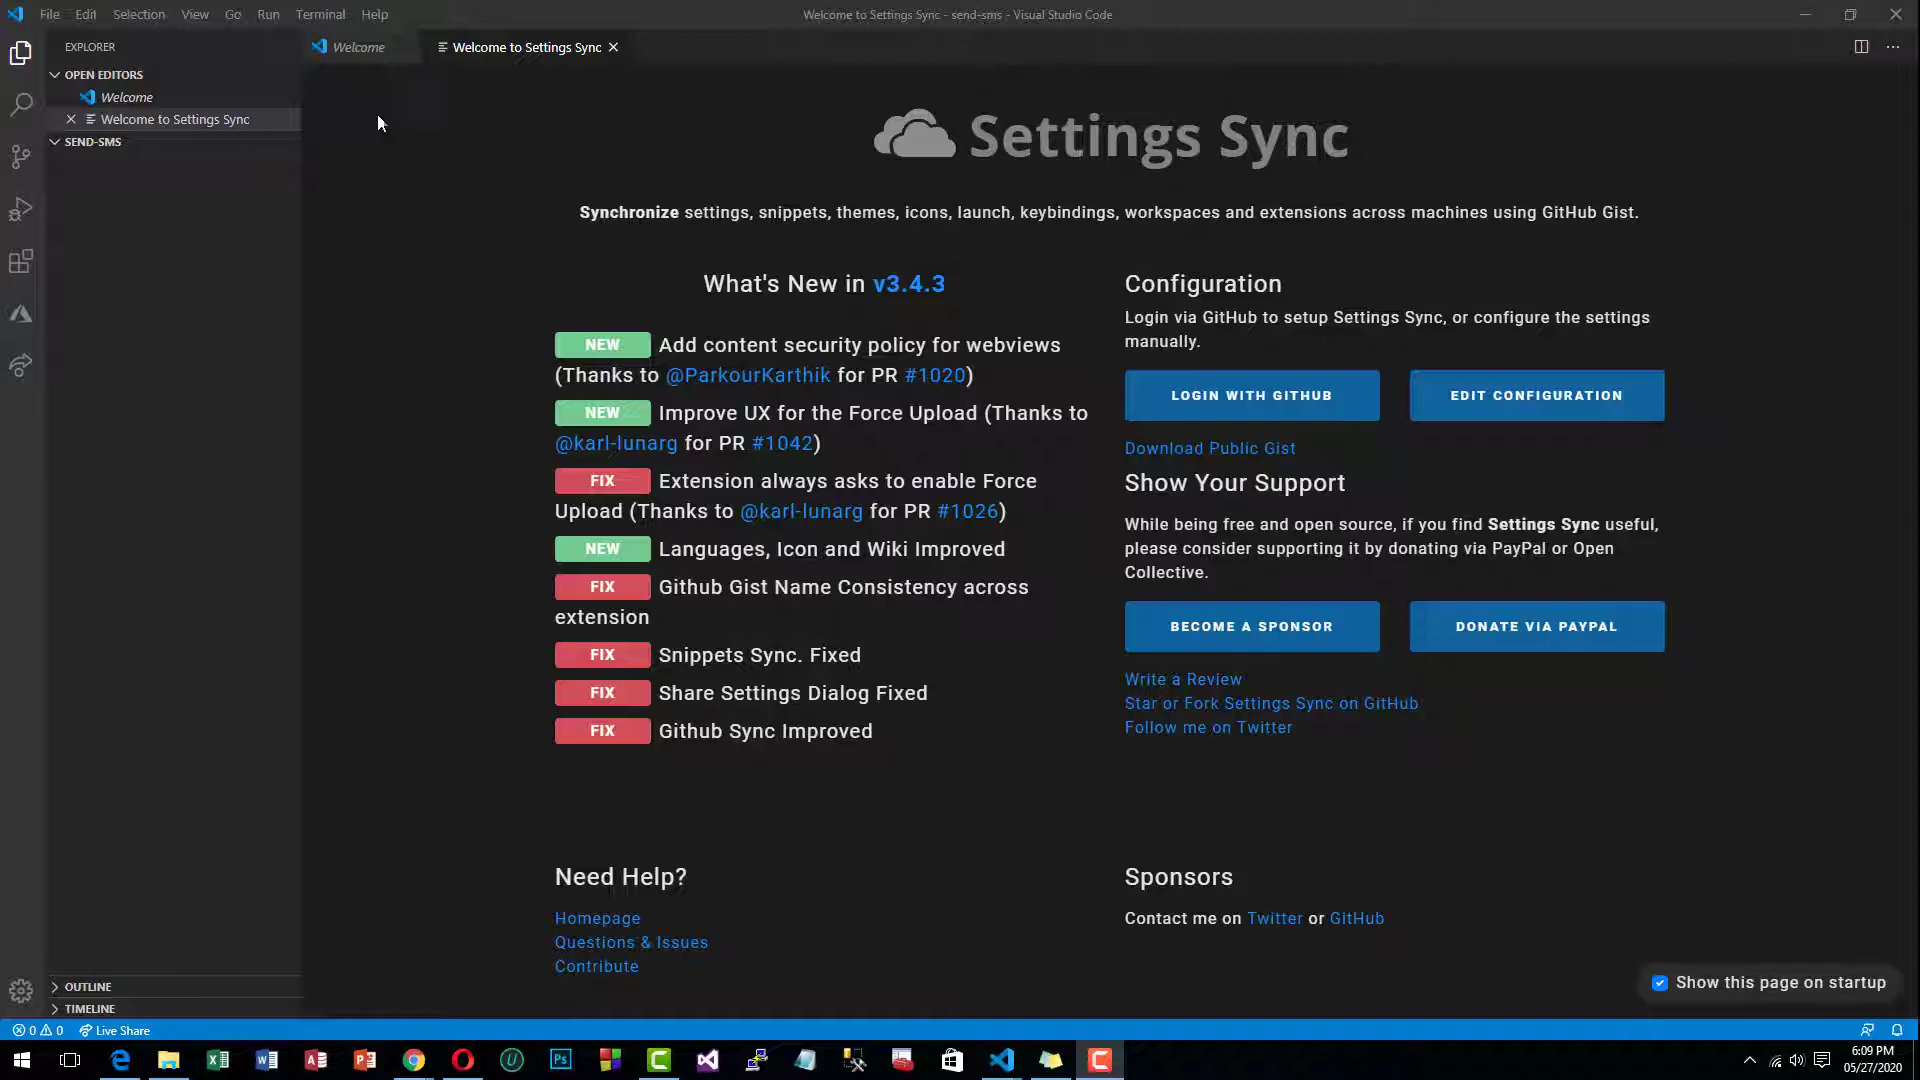 File Edit Selection View Go Run Terminal Help
Welcome to Settings Sync - send-sms - Visual Studio Code
EXPLORER
Welcome
Welcome to Settings Sync
OPEN EDITORS
Welcome
Welcome to Settings Sync
SEND-SMS
Settings Sync
Synchronize settings, snippets, themes, icons, launch, keybindings, workspaces and extensions across machines using GitHub Gist.
What's New in v3.4.3
NEW Add content security policy for webviews
(Thanks to @ParkourKarthik for PR #1020)
NEW Improve UX for the Force Upload (Thanks to
@karl-lunarg for PR #1042)
FIX Extension always asks to enable Force
Upload (Thanks to @karl-lunarg for PR #1026)
NEW Languages, Icon and Wiki Improved
FIX Github Gist Name Consistency across
extension
FIX Snippets Sync. Fixed
FIX Share Settings Dialog Fixed
FIX Github Sync Improved
Configuration
Login via GitHub to setup Settings Sync, or configure the settings
manually.
LOGIN WITH GITHUB
EDIT CONFIGURATION
Download Public Gist
Show Your Support
While being free and open source, if you find Settings Sync useful,
please consider supporting it by donating via PayPal or Open
Collective.
BECOME A SPONSOR
DONATE VIA PAYPAL
Write a Review
Star or Fork Settings Sync on GitHub
Follow me on Twitter
Need Help?
Homepage
Questions & Issues
Contribute
Sponsors
Contact me on Twitter or GitHub
Show this page on startup
OUTLINE
TIMELINE
0 0 Live Share
6:09 PM
05/27/2020